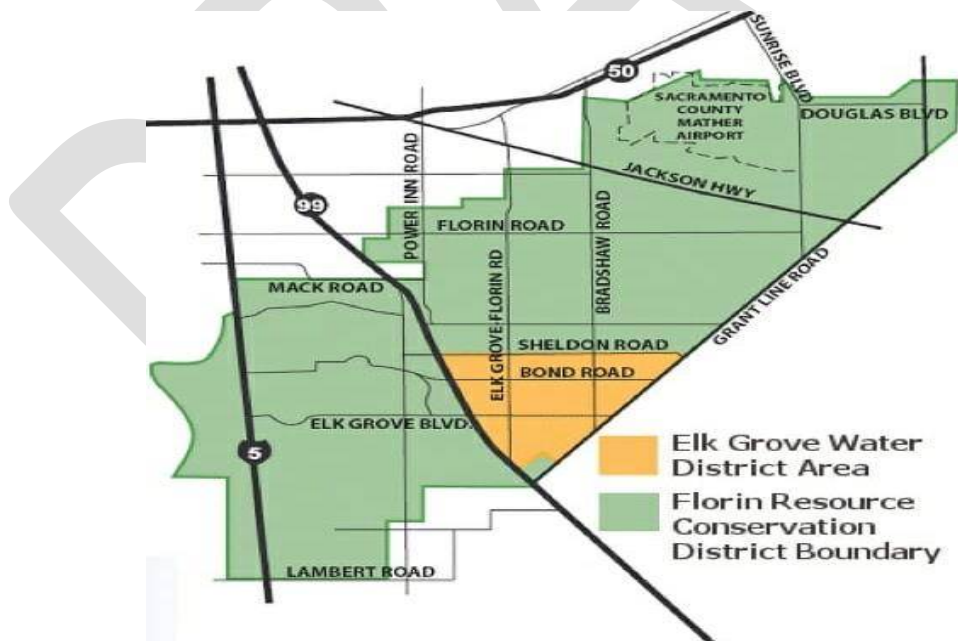 SUNRISE BLVD
50
99
SACRAMENTO
COUNTY
MATHER
AIRPORT
DOUGLAS BLVD
JACKSON HWY
POWER INN ROAD
FLORIN ROAD
BRADSHAW ROAD
ELK GROVE-FLORIN RD
GRANT LINE ROAD
MACK ROAD
SHELDON ROAD
BOND ROAD
ELK GROVE BLVD.
5
LAMBERT ROAD
Elk Grove Water
District Area
Florin Resource
Conservation
District Boundary